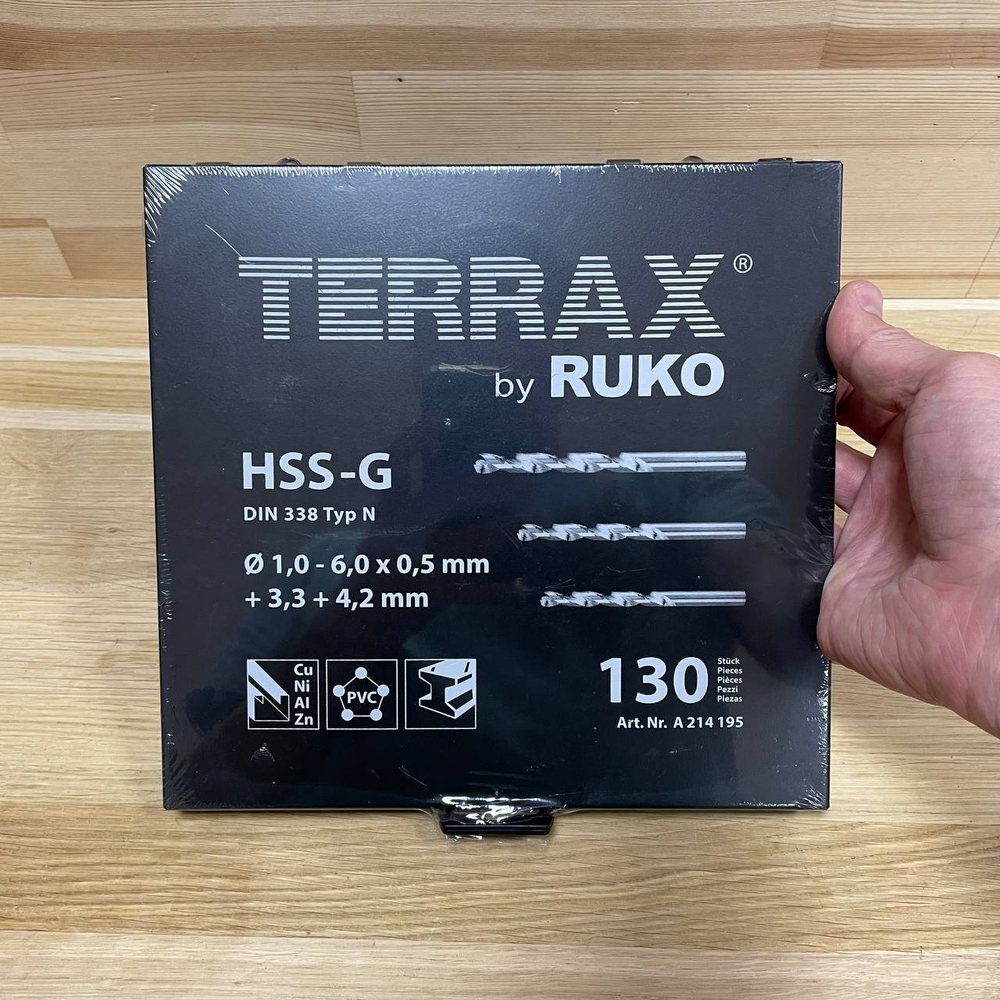 TERRAX®
by RUKO
HSS-G
DIN 338 Typ N
Ø 1,0 - 6,0 x 0,5 mm
+ 3,3 + 4,2 mm
Cu
Ni
Al
Zn
PVC
130
Stück
Pieces
Pièces
Pezzi
Piezas
Art. Nr. A 214 195